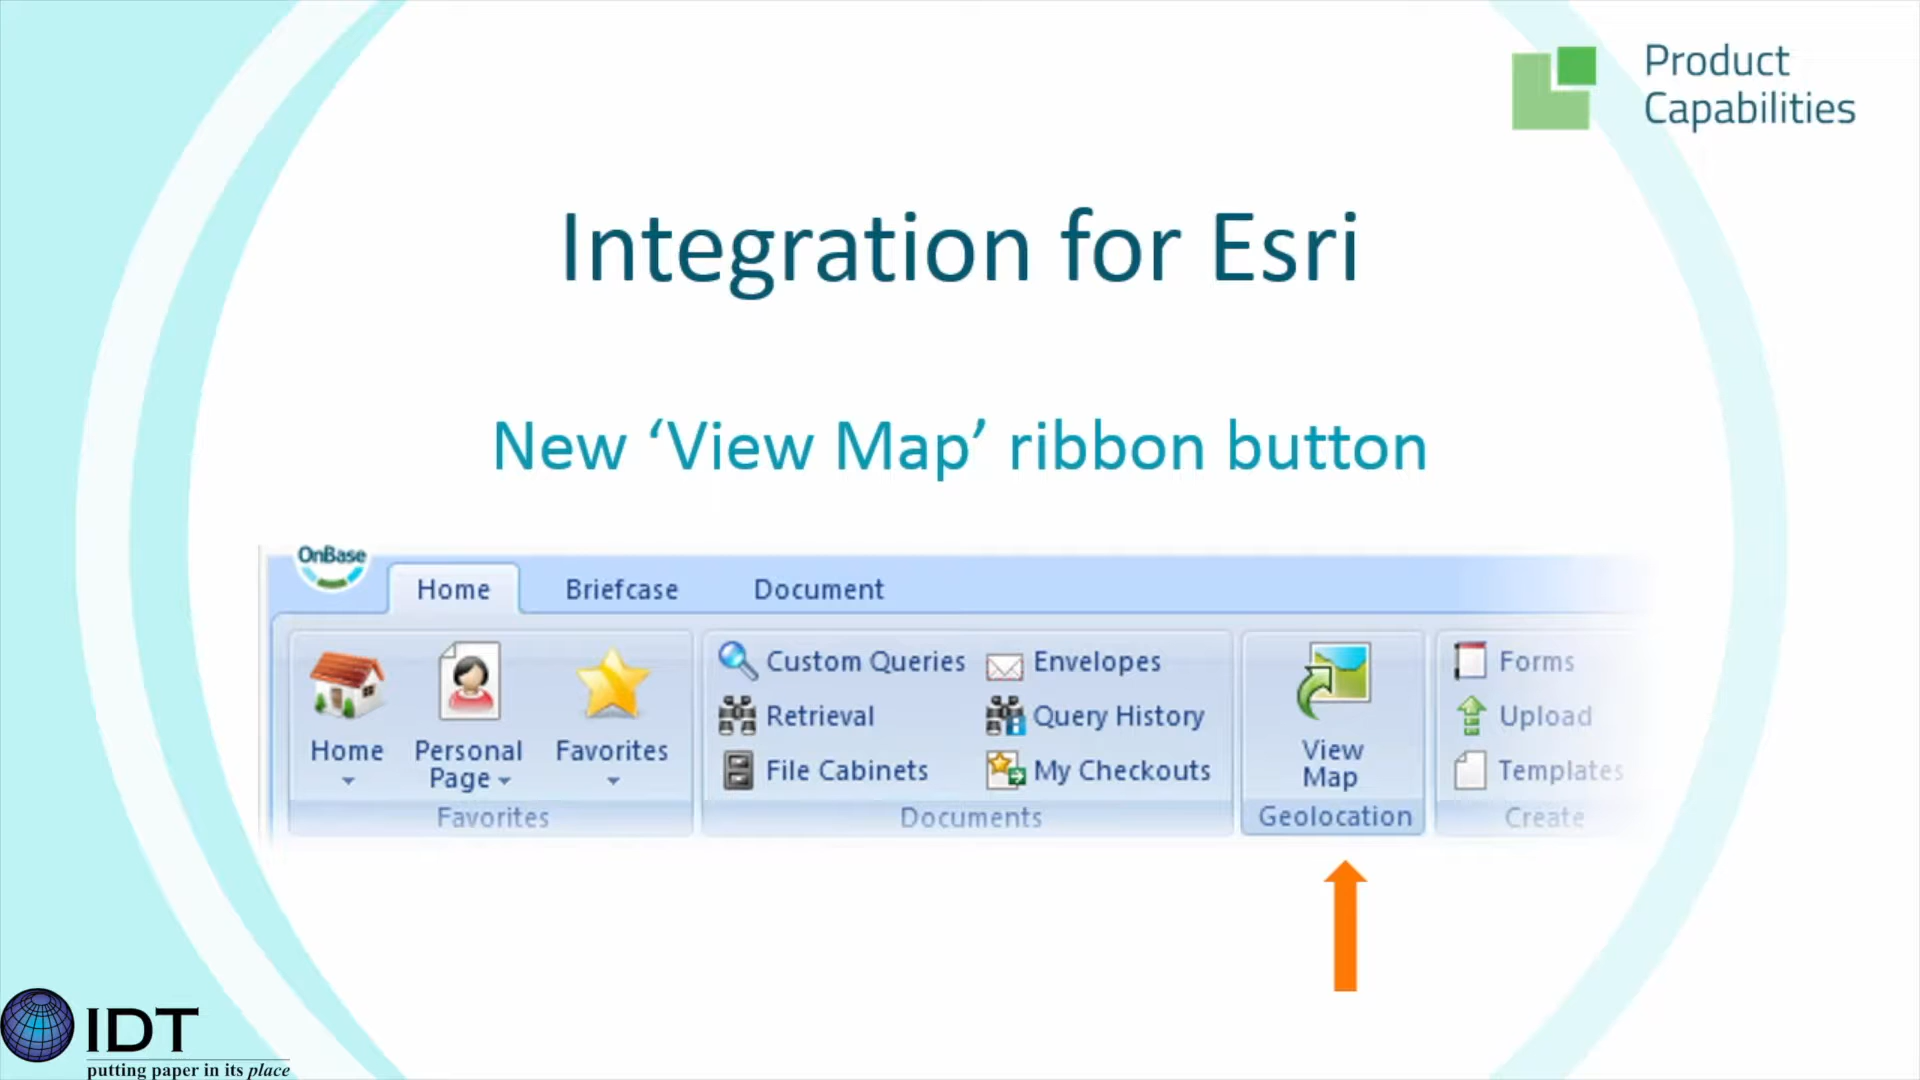 Product
Capabilities
Integration for Esri
New ‘View Map’ ribbon button
OnBase
Home Briefcase Document
Custom Queries Envelopes Forms
Retrieval Query History Upload
Home Personal Page Favorites
File Cabinets My Checkouts
View Map
Templates
Favorites Documents Geolocation Create
IDT
putting paper in its place